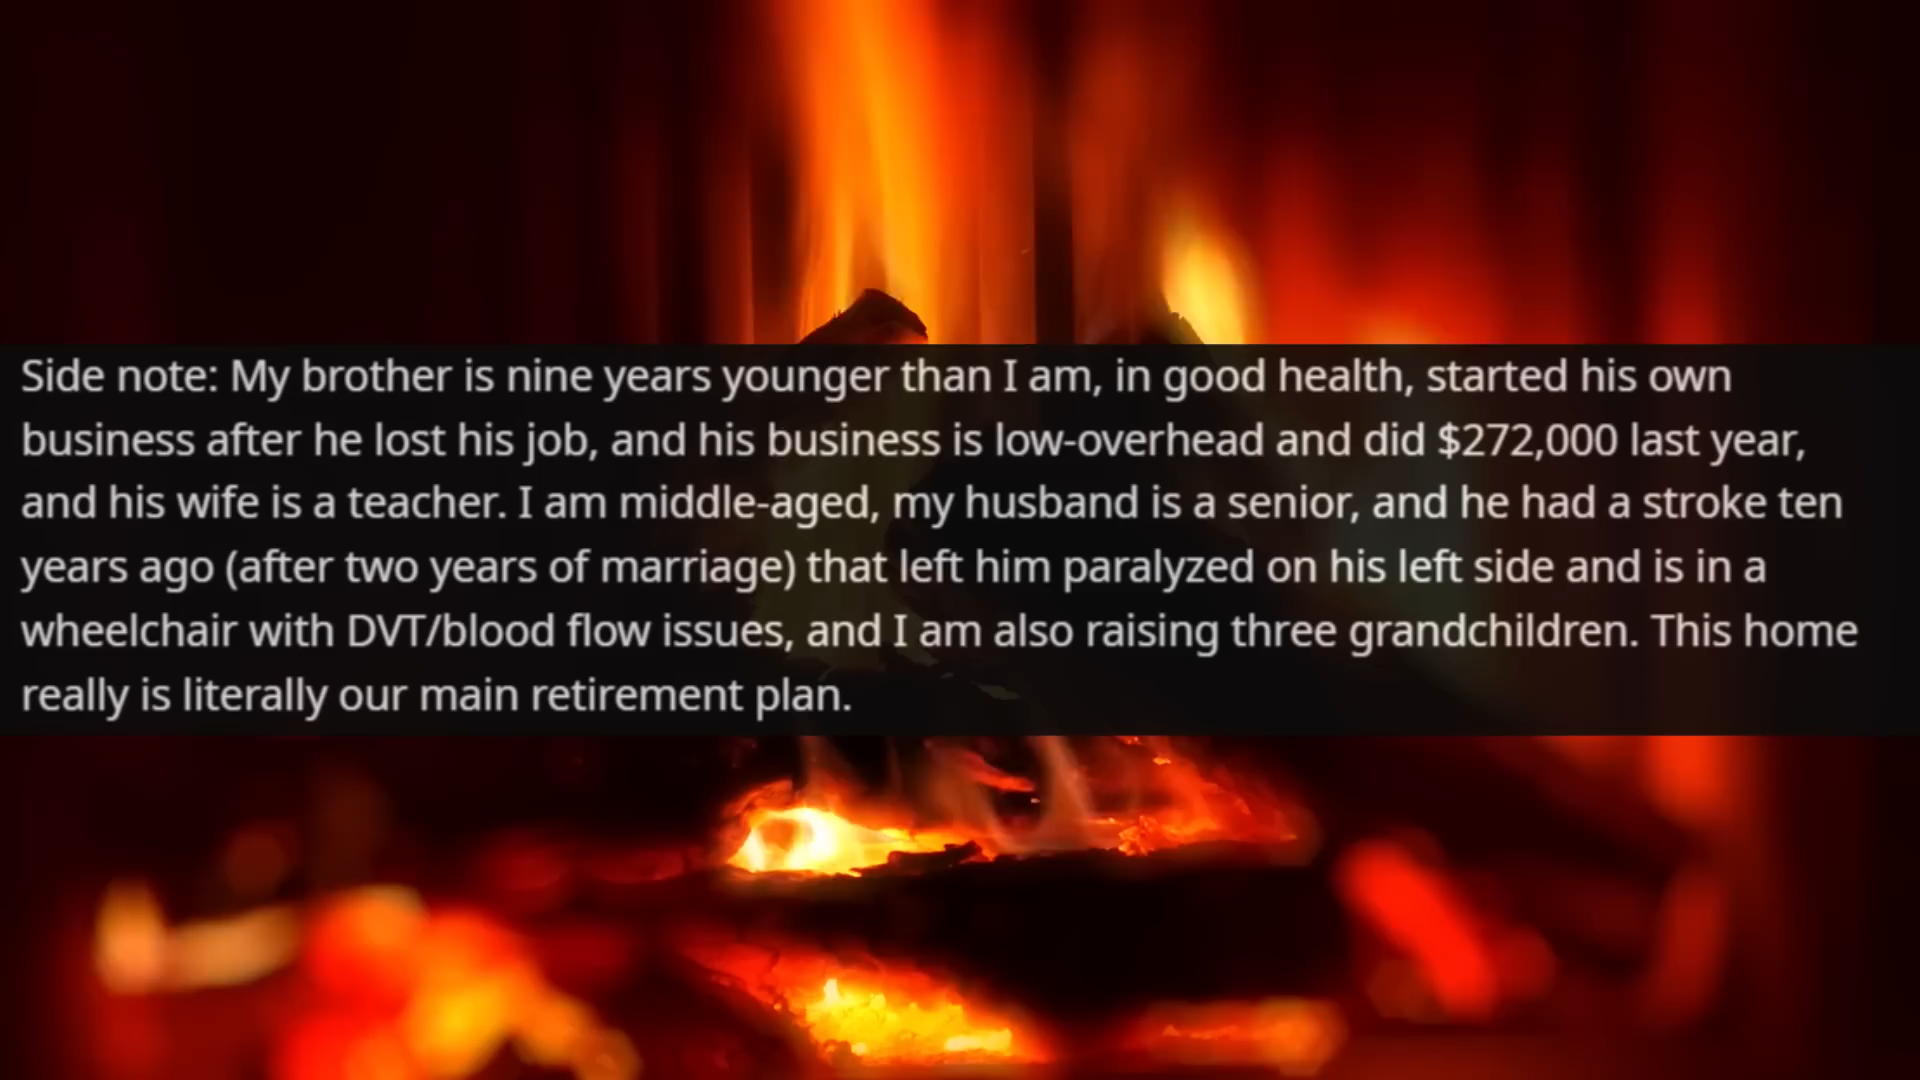 Side note: My brother is nine years younger than I am, in good health, started his own
business after he lost his job, and his business is low-overhead and did $272,000 last year,
and his wife is a teacher. I am middle-aged, my husband is a senior, and he had a stroke ten
years ago (after two years of marriage) that left him paralyzed on his left side and is in a
wheelchair with DVT/blood flow issues, and I am also raising three grandchildren. This home
really is literally our main retirement plan.